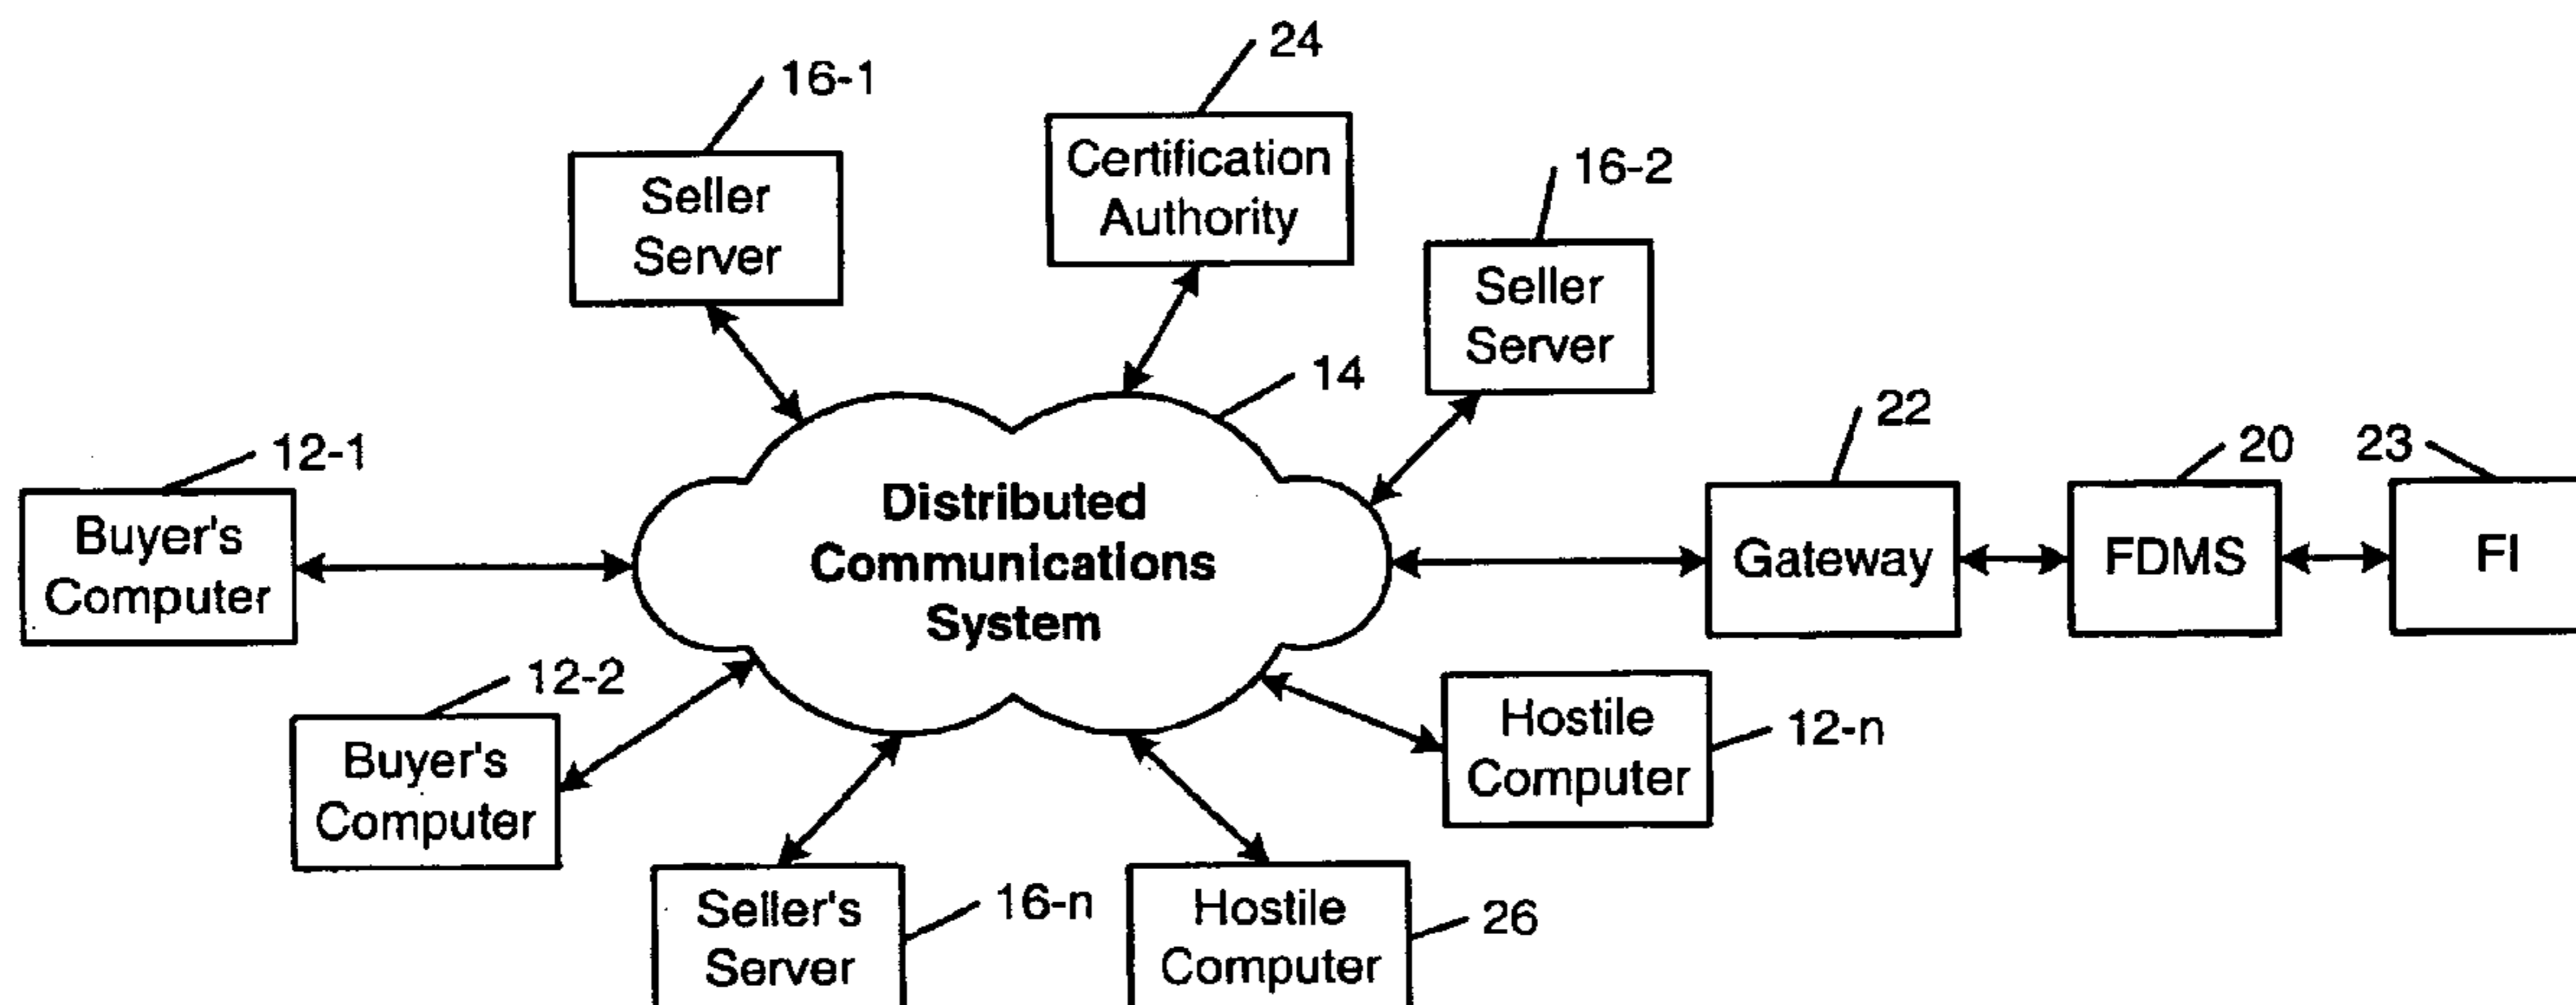 24
16-1
Certification
Authority
16-2
Seller
Server
Seller
Server
14
22
12-1
20
23
Distributed
Communications
System
Buyer's
Computer
Gateway
FDMS
FI
12-2
Hostile
Computer
12-n
Buyer's
Computer
Seller's
Server
16-n
Hostile
Computer
26